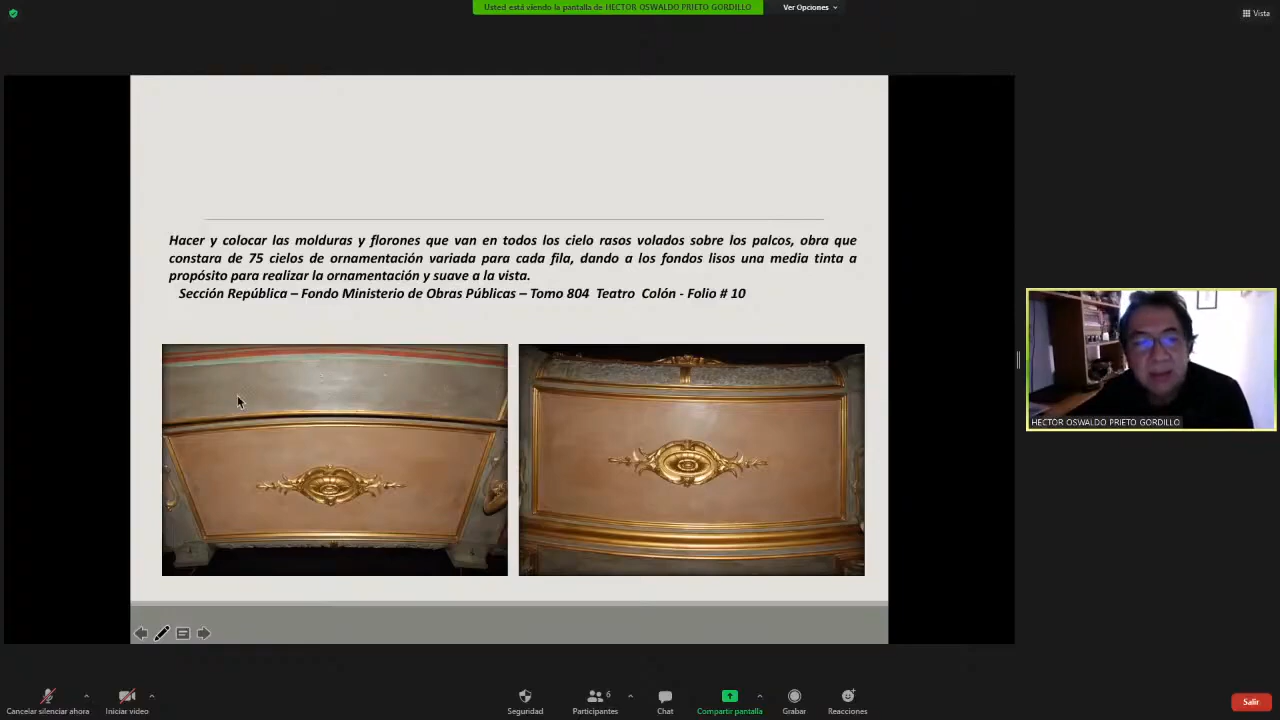 Usted está viendo la pantalla de HECTOR OSWALDO PRIETO GORDILLO
Ver Opciones
Vista
Hacer y colocar las molduras y florones que van en todos los cielo rasos volados sobre los palcos, obra que
constara de 75 cielos de ornamentación variada para cada fila, dando a los fondos lisos una media tinta a
propósito para realizar la ornamentación y suave a la vista.
Sección República – Fondo Ministerio de Obras Públicas – Tomo 804 Teatro Colón - Folio # 10
HECTOR OSWALDO PRIETO GORDILLO
Cancelar silenciar ahora
Iniciar video
Seguridad
6
Participantes
Chat
Compartir pantalla
Grabar
Reacciones
Salir